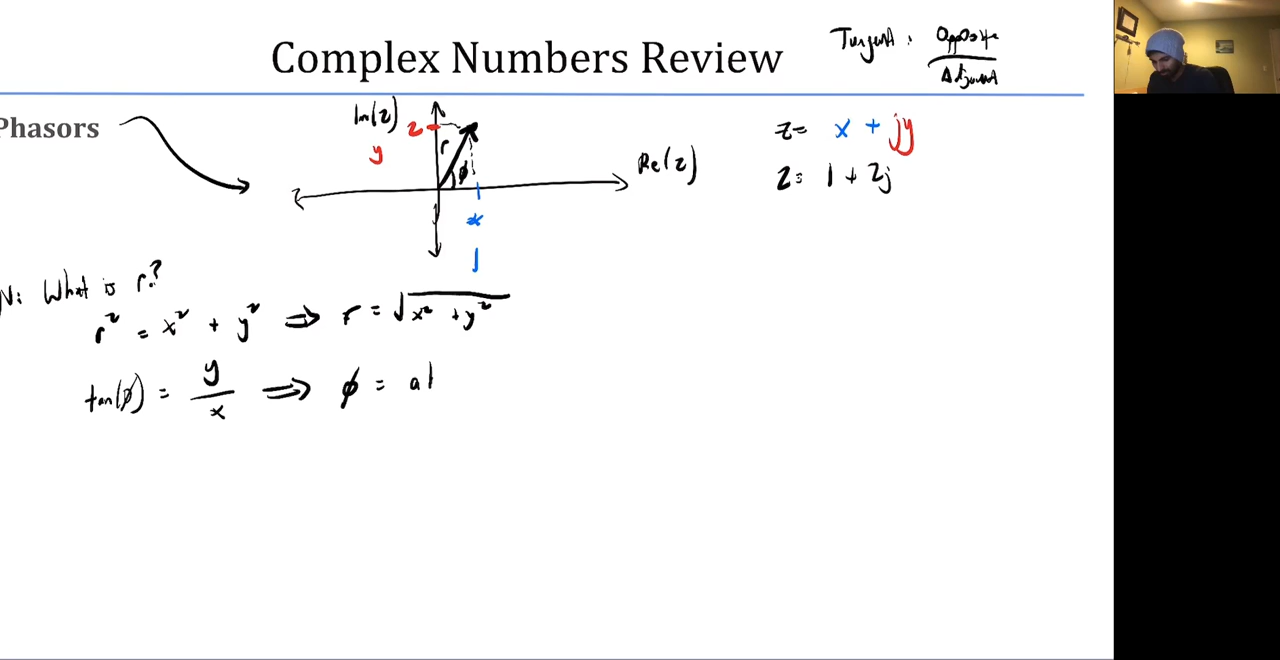 Complex Numbers Review
Tangent: Opposite
Adjacent
Phasors
Im(z)
2
y
r
ϕ
Re(z)
x
1
z= x + jy
z= 1 + 2j
N: What is r?
r² = x² + y² ⇒ r = √x² + y²
tan(ϕ) = y/x ⇒ ϕ = at